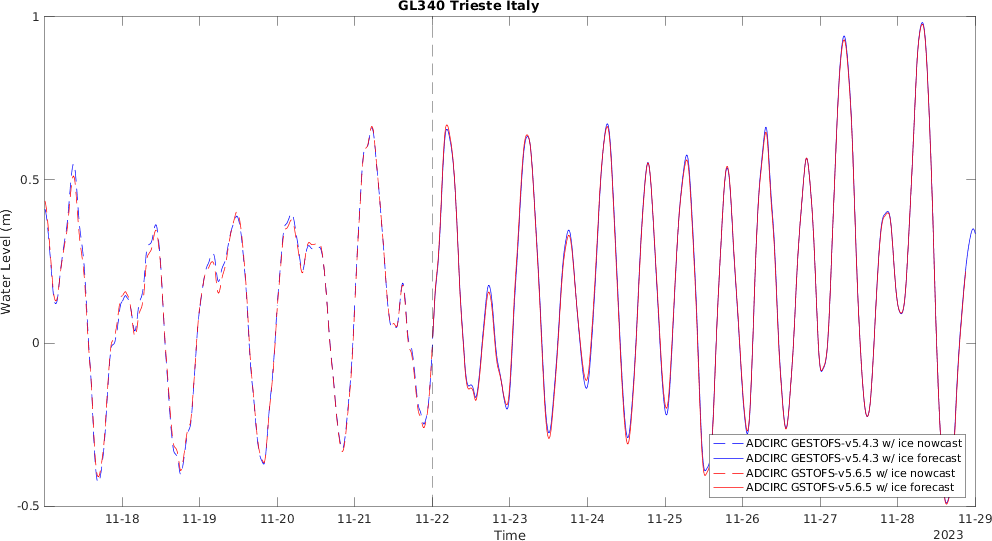 GL340 Trieste Italy
1
0.5
0
-0.5
Water Level (m)
ADCIRC GESTOFS-v5.4.3 w/ ice nowcast
ADCIRC GESTOFS-v5.4.3 w/ ice forecast
ADCIRC GSTOFS-v5.6.5 w/ ice nowcast
ADCIRC GSTOFS-v5.6.5 w/ ice forecast
11-18 11-19 11-20 11-21 11-22 11-23 11-24 11-25 11-26 11-27 11-28 11-29
Time
2023